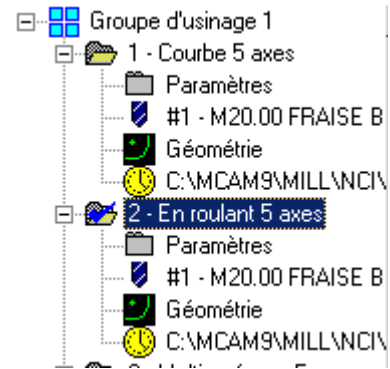 Groupe d'usinage 1
1 - Courbe 5 axes
Paramètres
#1 - M20.00 FRAISE B
Géométrie
C:\MCAM9\MILL\NCI\
2 - En roulant 5 axes
Paramètres
#1 - M20.00 FRAISE B
Géométrie
C:\MCAM9\MILL\NCI\